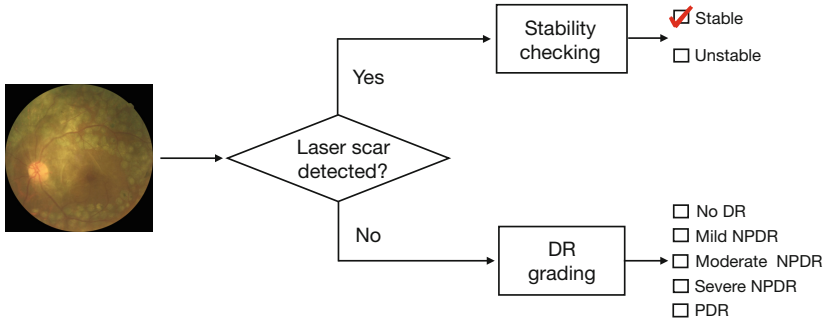 Stability
checking
Stable
Unstable
Yes
Laser scar
detected?
No
DR
grading
No DR
Mild NPDR
Moderate NPDR
Severe NPDR
PDR